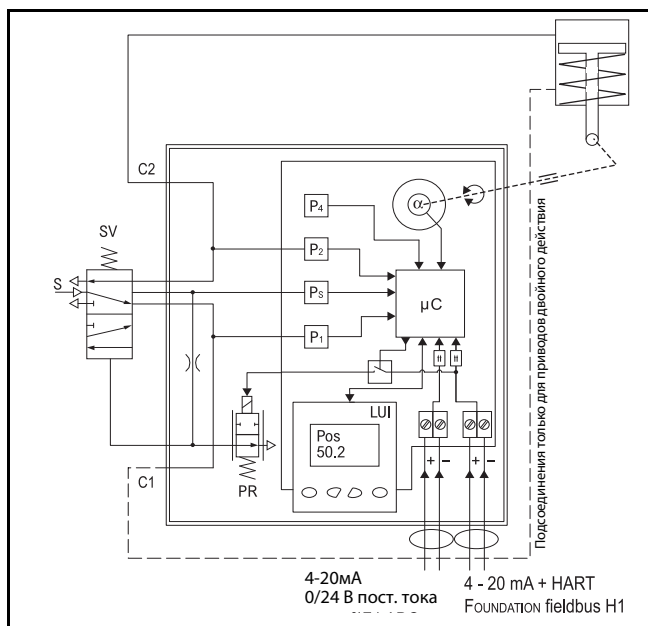 C2
SV
S
P4
P2
PS
P1
α
µC
LUI
Pos
50.2
PR
C1
+ −
+ −
Подсоединения только для приводов двойного действия
4-20мА
0/24 В пост. тока
4 - 20 mA + HART
FOUNDATION fieldbus H1